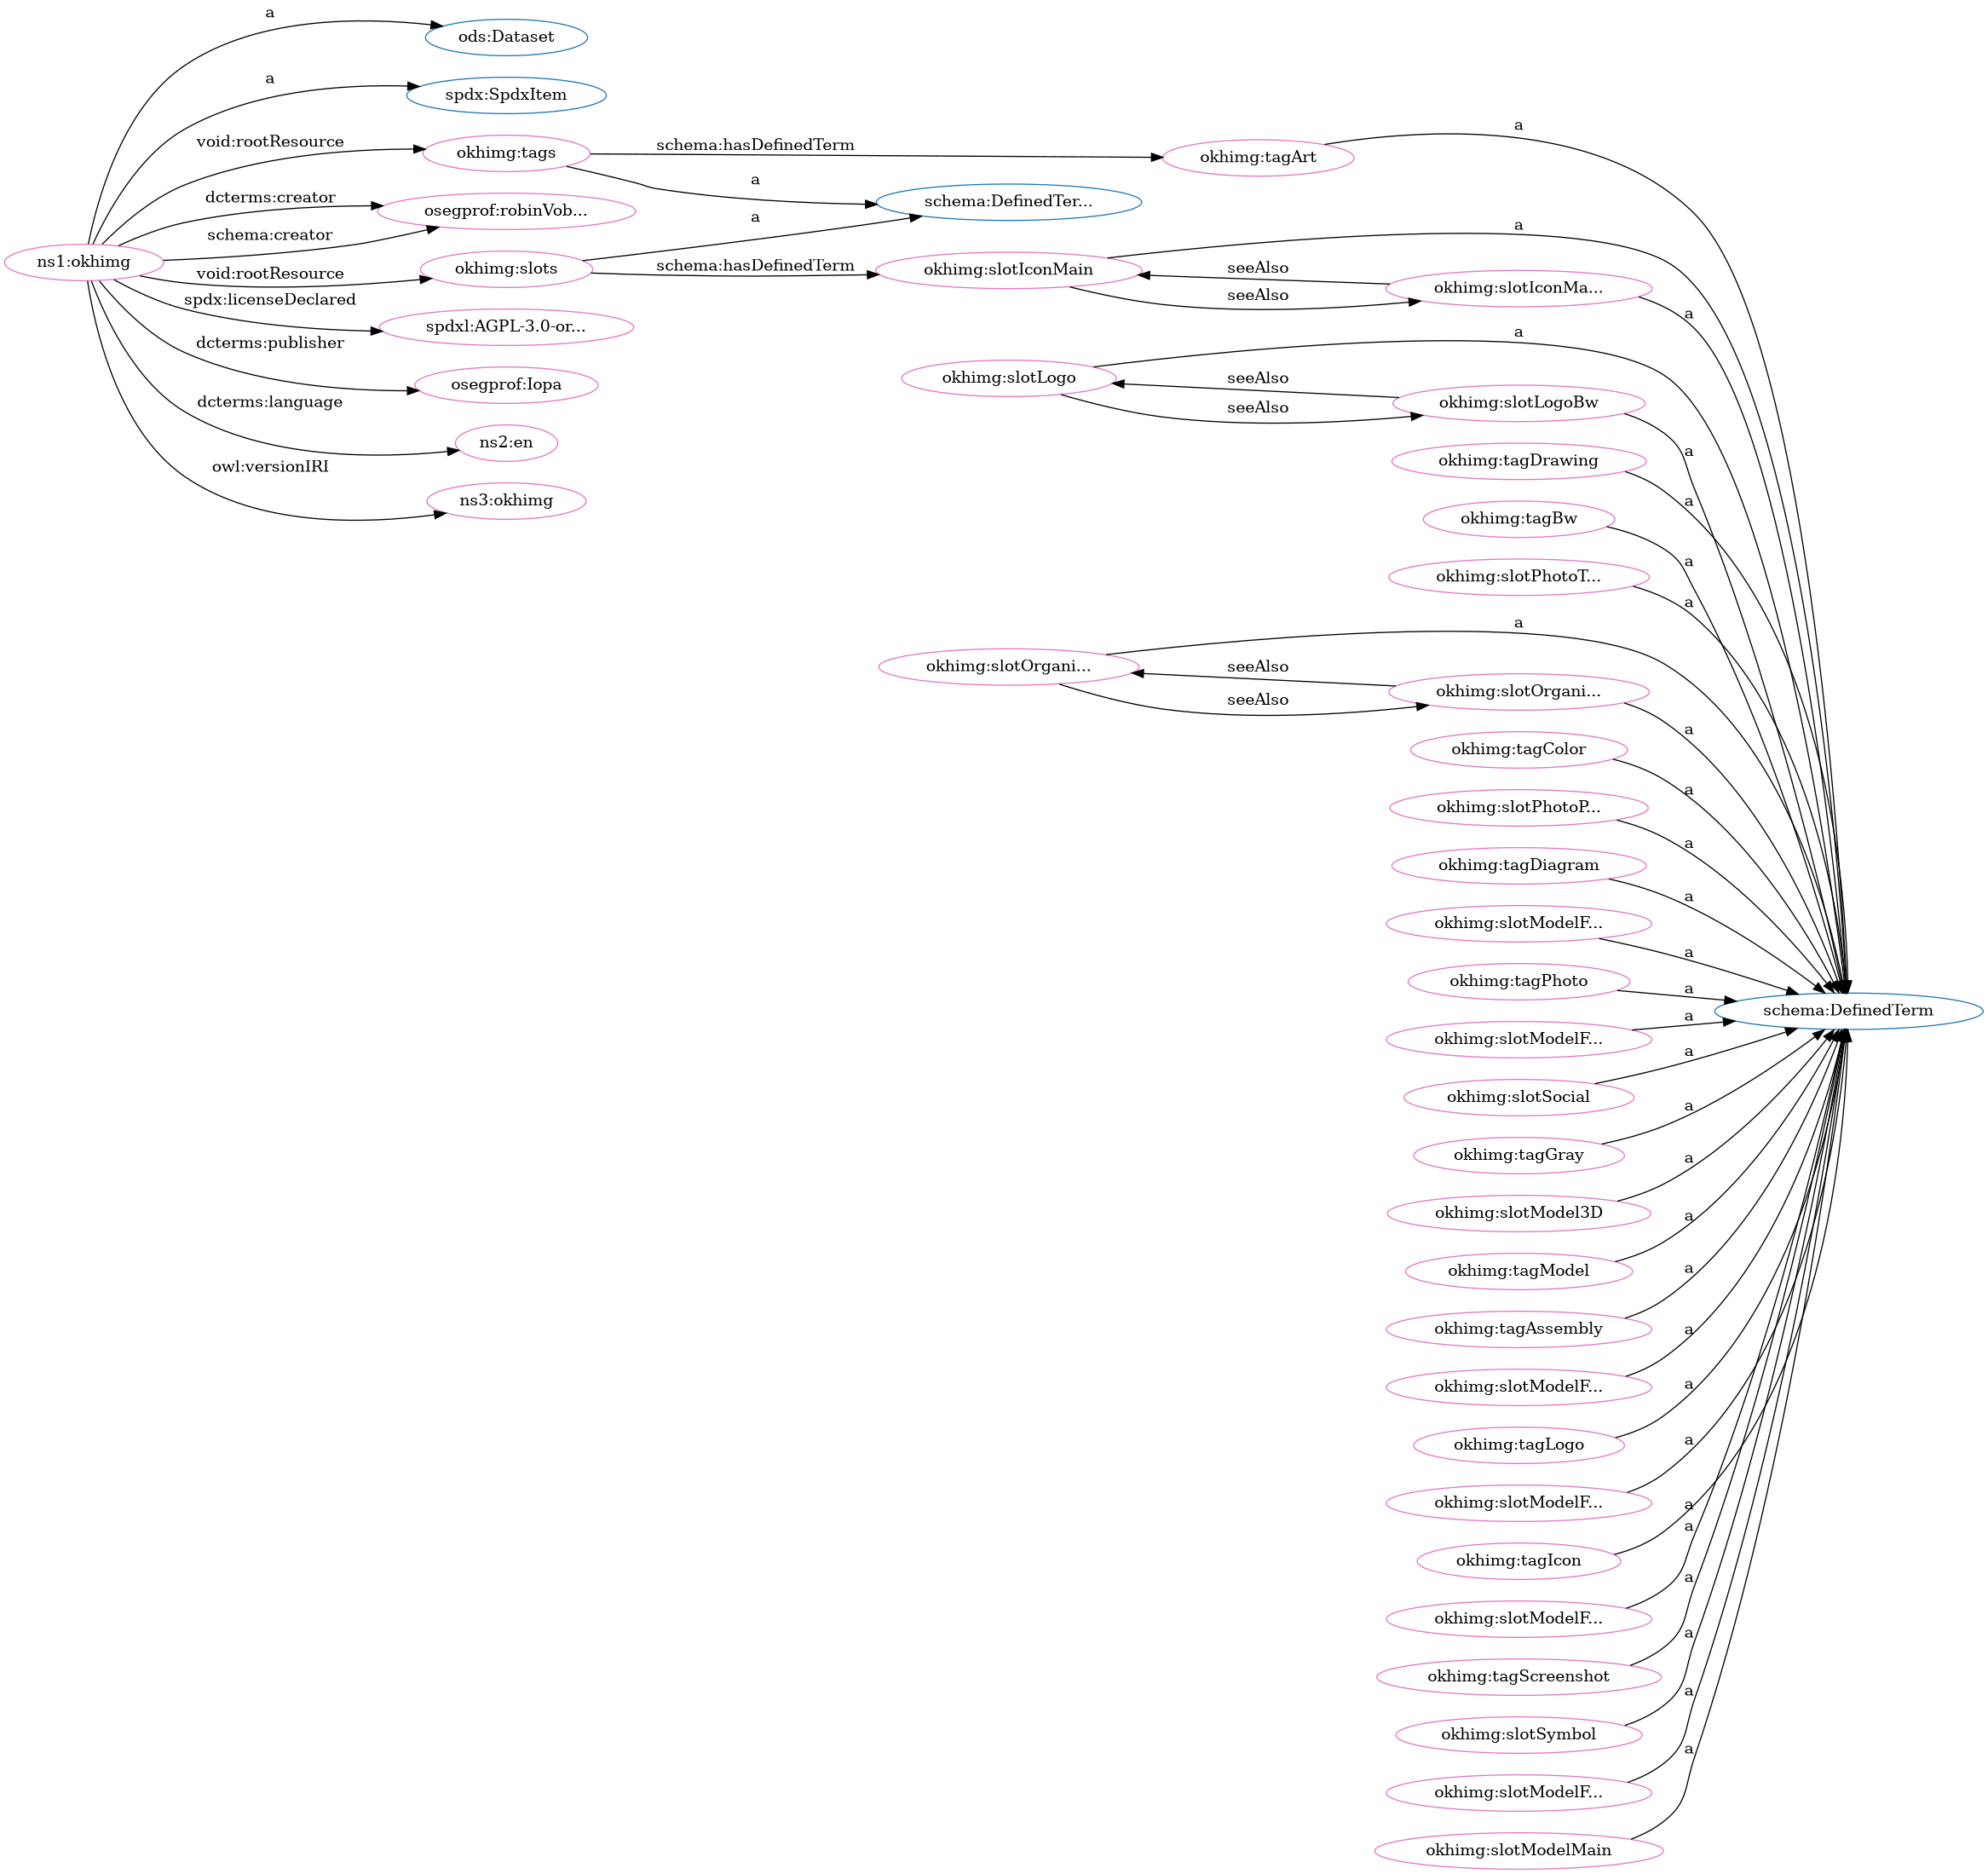 a
ods:Dataset
a
spdx:SpdxItem
void:rootResource
okhimg:tags
schema:hasDefinedTerm
okhimg:tagArt
a
a
schema:DefinedTer...
dcterms:creator
osegprof:robinVob...
schema:creator
a
ns1:okhimg
void:rootResource
okhimg:slots
schema:hasDefinedTerm
okhimg:slotIconMain
a
seeAlso
okhimg:slotIconMa...
seeAlso
a
spdx:licenseDeclared
spdxl:AGPL-3.0-or...
dcterms:publisher
osegprof:Iopa
dcterms:language
ns2:en
owl:versionIRI
ns3:okhimg
okhimg:slotLogo
a
seeAlso
okhimg:slotLogoBw
seeAlso
a
okhimg:tagDrawing
a
okhimg:tagBw
a
okhimg:slotPhotoT...
a
okhimg:slotOrgani...
a
seeAlso
okhimg:slotOrgani...
seeAlso
a
okhimg:tagColor
a
okhimg:slotPhotoP...
a
okhimg:tagDiagram
a
okhimg:slotModelF...
a
okhimg:tagPhoto
a
schema:DefinedTerm
okhimg:slotModelF...
a
okhimg:slotSocial
a
okhimg:tagGray
a
okhimg:slotModel3D
a
okhimg:tagModel
a
okhimg:tagAssembly
a
okhimg:slotModelF...
a
okhimg:tagLogo
a
okhimg:slotModelF...
a
okhimg:tagIcon
a
okhimg:slotModelF...
a
okhimg:tagScreenshot
a
okhimg:slotSymbol
a
okhimg:slotModelF...
a
okhimg:slotModelMain
a